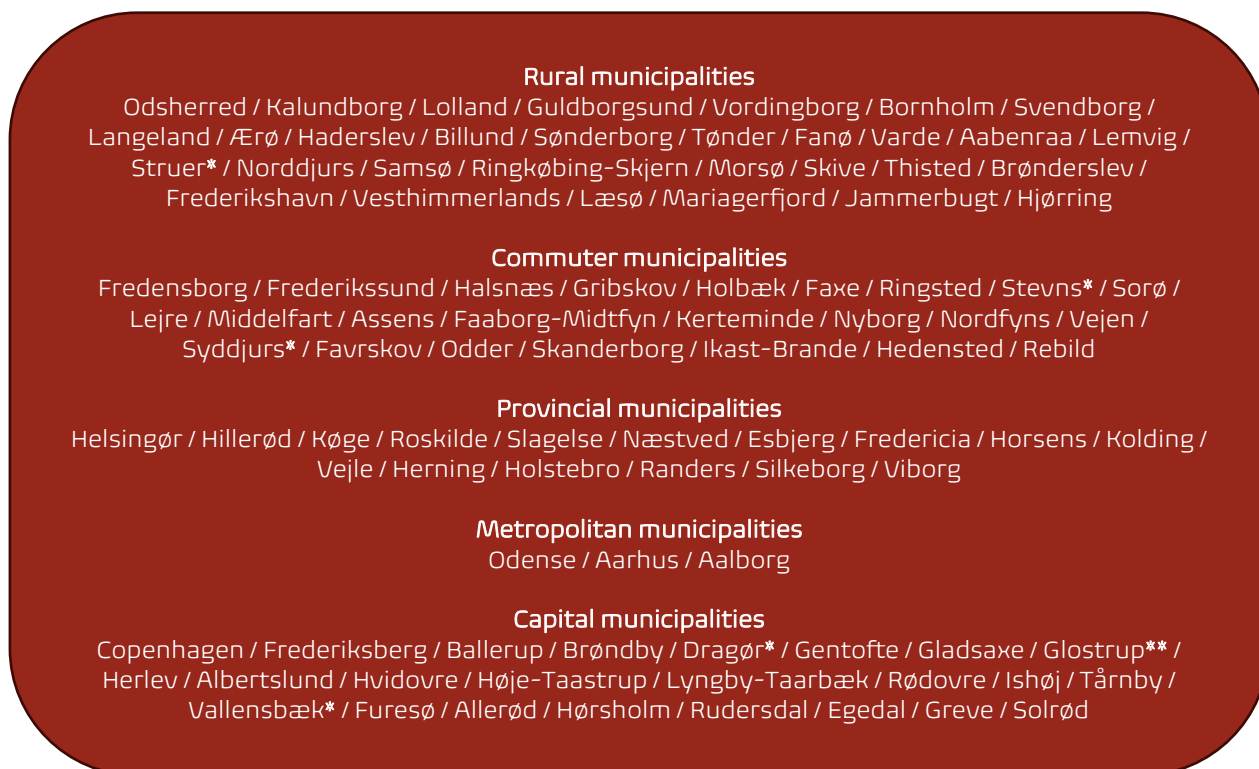 Rural municipalities
Odsherred / Kalundborg / Lolland / Guldborgsund / Vordingborg / Bornholm / Svendborg /
Langeland / Ærø / Haderslev / Billund / Sønderborg / Tønder / Fanø / Varde / Aabenraa / Lemvig /
Struer* / Norddjurs / Samsø / Ringkøbing-Skjern / Morsø / Skive / Thisted / Brønderslev /
Frederikshavn / Vesthimmerlands / Læsø / Mariagerfjord / Jammerbugt / Hjørring
Commuter municipalities
Fredensborg / Frederikssund / Halsnæs / Gribskov / Holbæk / Faxe / Ringsted / Stevns* / Sorø /
Lejre / Middelfart / Assens / Faaborg-Midtfyn / Kerteminde / Nyborg / Nordfyns / Vejen /
Syddjurs* / Favrskov / Odder / Skanderborg / Ikast-Brande / Hedensted / Rebild
Provincial municipalities
Helsingør / Hillerød / Køge / Roskilde / Slagelse / Næstved / Esbjerg / Fredericia / Horsens / Kolding /
Vejle / Herning / Holstebro / Randers / Silkeborg / Viborg
Metropolitan municipalities
Odense / Aarhus / Aalborg
Capital municipalities
Copenhagen / Frederiksberg / Ballerup / Brøndby / Dragør* / Gentofte / Gladsaxe / Glostrup** /
Herlev / Albertslund / Hvidovre / Høje-Taastrup / Lyngby-Taarbæk / Rødovre / Ishøj / Tårnby /
Vallensbæk* / Furesø / Allerød / Hørsholm / Rudersdal / Egedal / Greve / Solrød